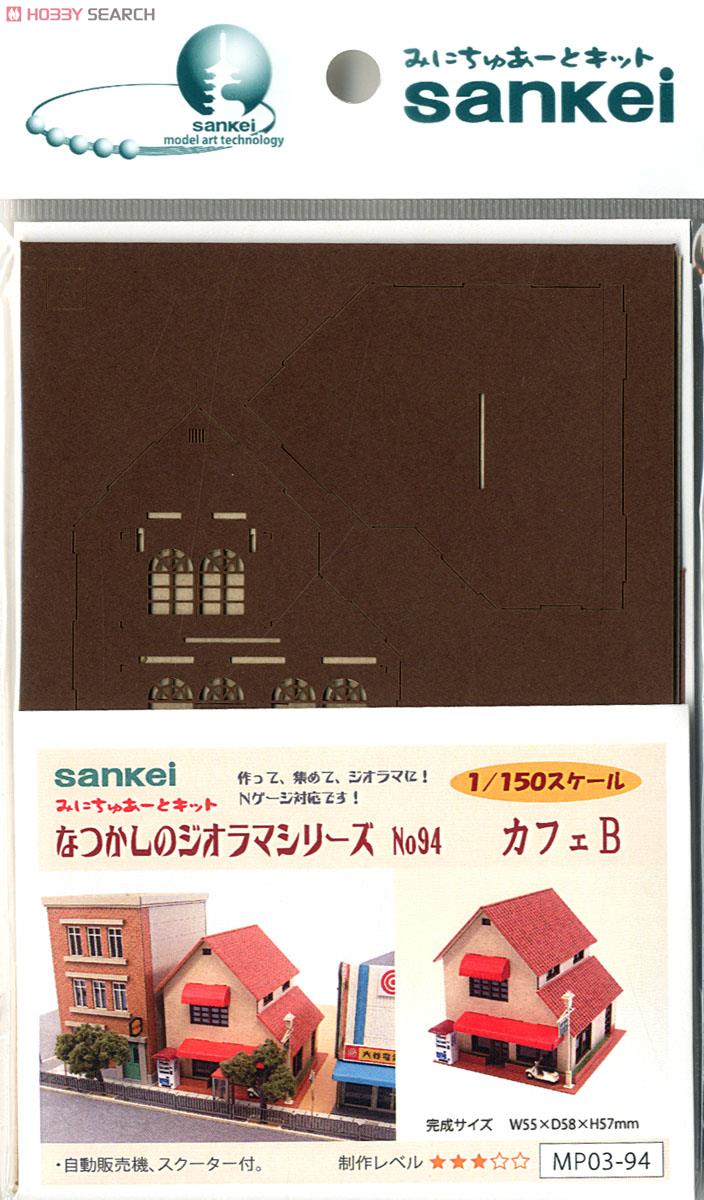 HOBBY SEARCH
sankei
model art technology
みにちゅあーとキット
sankei
sankei
作って、集めて、ジオラマに!
Nゲージ対応です!
1/150スケール
みにちゅあーとキット
なつかしのジオラマシリーズ No94 カフェB
完成サイズ W55×D58×H57mm
・自動販売機、スクーター付。
制作レベル ★★★☆☆
MP03-94